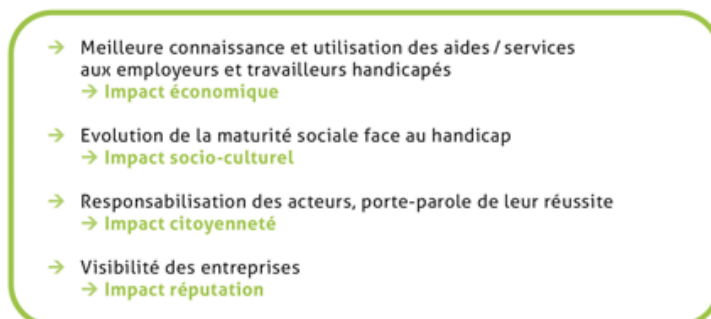 → Meilleure connaissance et utilisation des aides / services
aux employeurs et travailleurs handicapés
→ Impact économique
→ Evolution de la maturité sociale face au handicap
→ Impact socio-culturel
→ Responsabilisation des acteurs, porte-parole de leur réussite
→ Impact citoyenneté
→ Visibilité des entreprises
→ Impact réputation